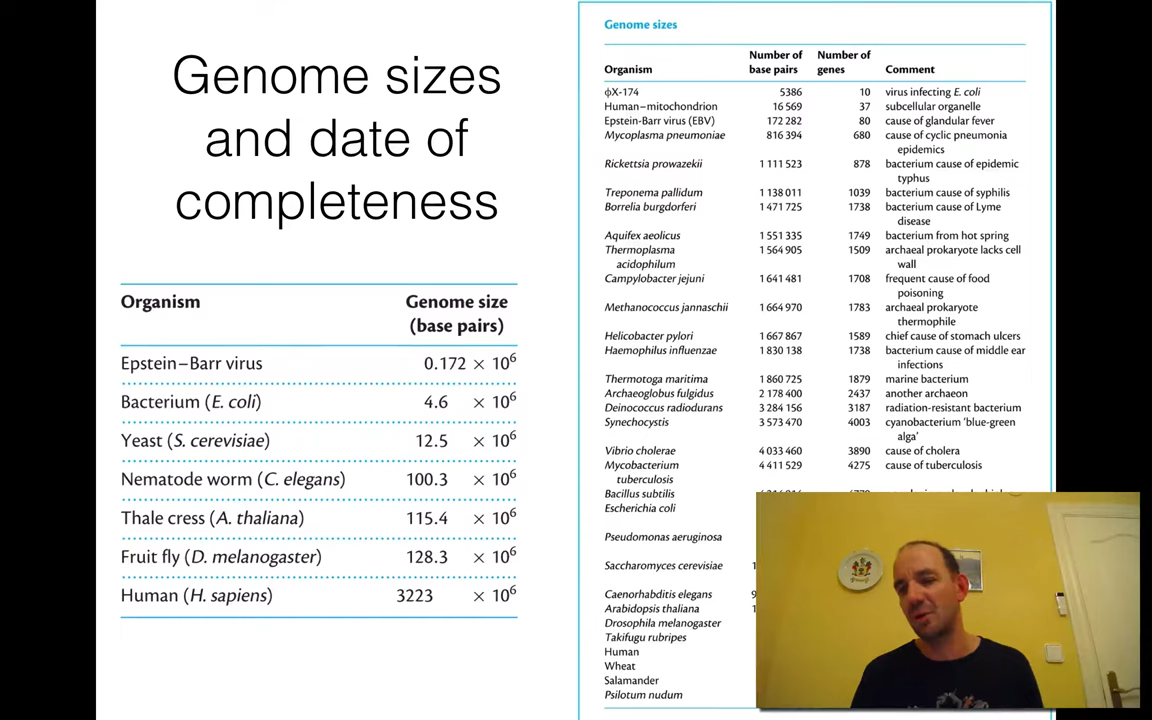 Genome sizes
and date of
completeness
Organism Genome size
(base pairs)
Epstein–Barr virus 0.172 × 10⁶
Bacterium (E. coli) 4.6 × 10⁶
Yeast (S. cerevisiae) 12.5 × 10⁶
Nematode worm (C. elegans) 100.3 × 10⁶
Thale cress (A. thaliana) 115.4 × 10⁶
Fruit fly (D. melanogaster) 128.3 × 10⁶
Human (H. sapiens) 3223 × 10⁶
Genome sizes
Number of Number of
Organism base pairs genes Comment
ϕX-174 5386 10 virus infecting E. coli
Human–mitochondrion 16 569 37 subcellular organelle
Epstein-Barr virus (EBV) 172 282 80 cause of glandular fever
Mycoplasma pneumoniae 816 394 680 cause of cyclic pneumonia
epidemics
Rickettsia prowazekii 1 111 523 878 bacterium cause of epidemic
typhus
Treponema pallidum 1 138 011 1039 bacterium cause of syphilis
Borrelia burgdorferi 1 471 725 1738 bacterium cause of Lyme
disease
Aquifex aeolicus 1 551 335 1749 bacterium from hot spring
Thermoplasma 1 564 905 1509 archaeal prokaryote lacks cell
acidophilum wall
Campylobacter jejuni 1 641 481 1708 frequent cause of food
poisoning
Methanococcus jannaschii 1 664 970 1783 archaeal prokaryote
thermophile
Helicobacter pylori 1 667 867 1589 chief cause of stomach ulcers
Haemophilus influenzae 1 830 138 1738 bacterium cause of middle ear
infections
Thermotoga maritima 1 860 725 1879 marine bacterium
Archaeoglobus fulgidus 2 178 400 2437 another archaeon
Deinococcus radiodurans 3 284 156 3187 radiation-resistant bacterium
Synechocystis 3 573 470 4003 cyanobacterium ‘blue-green
alga’
Vibrio cholerae 4 033 460 3890 cause of cholera
Mycobacterium 4 411 529 4275 cause of tuberculosis
tuberculosis
Bacillus subtilis
Escherichia coli
Pseudomonas aeruginosa
Saccharomyces cerevisiae 1
Caenorhabditis elegans 9
Arabidopsis thaliana 1
Drosophila melanogaster
Takifugu rubripes
Human
Wheat
Salamander
Psilotum nudum